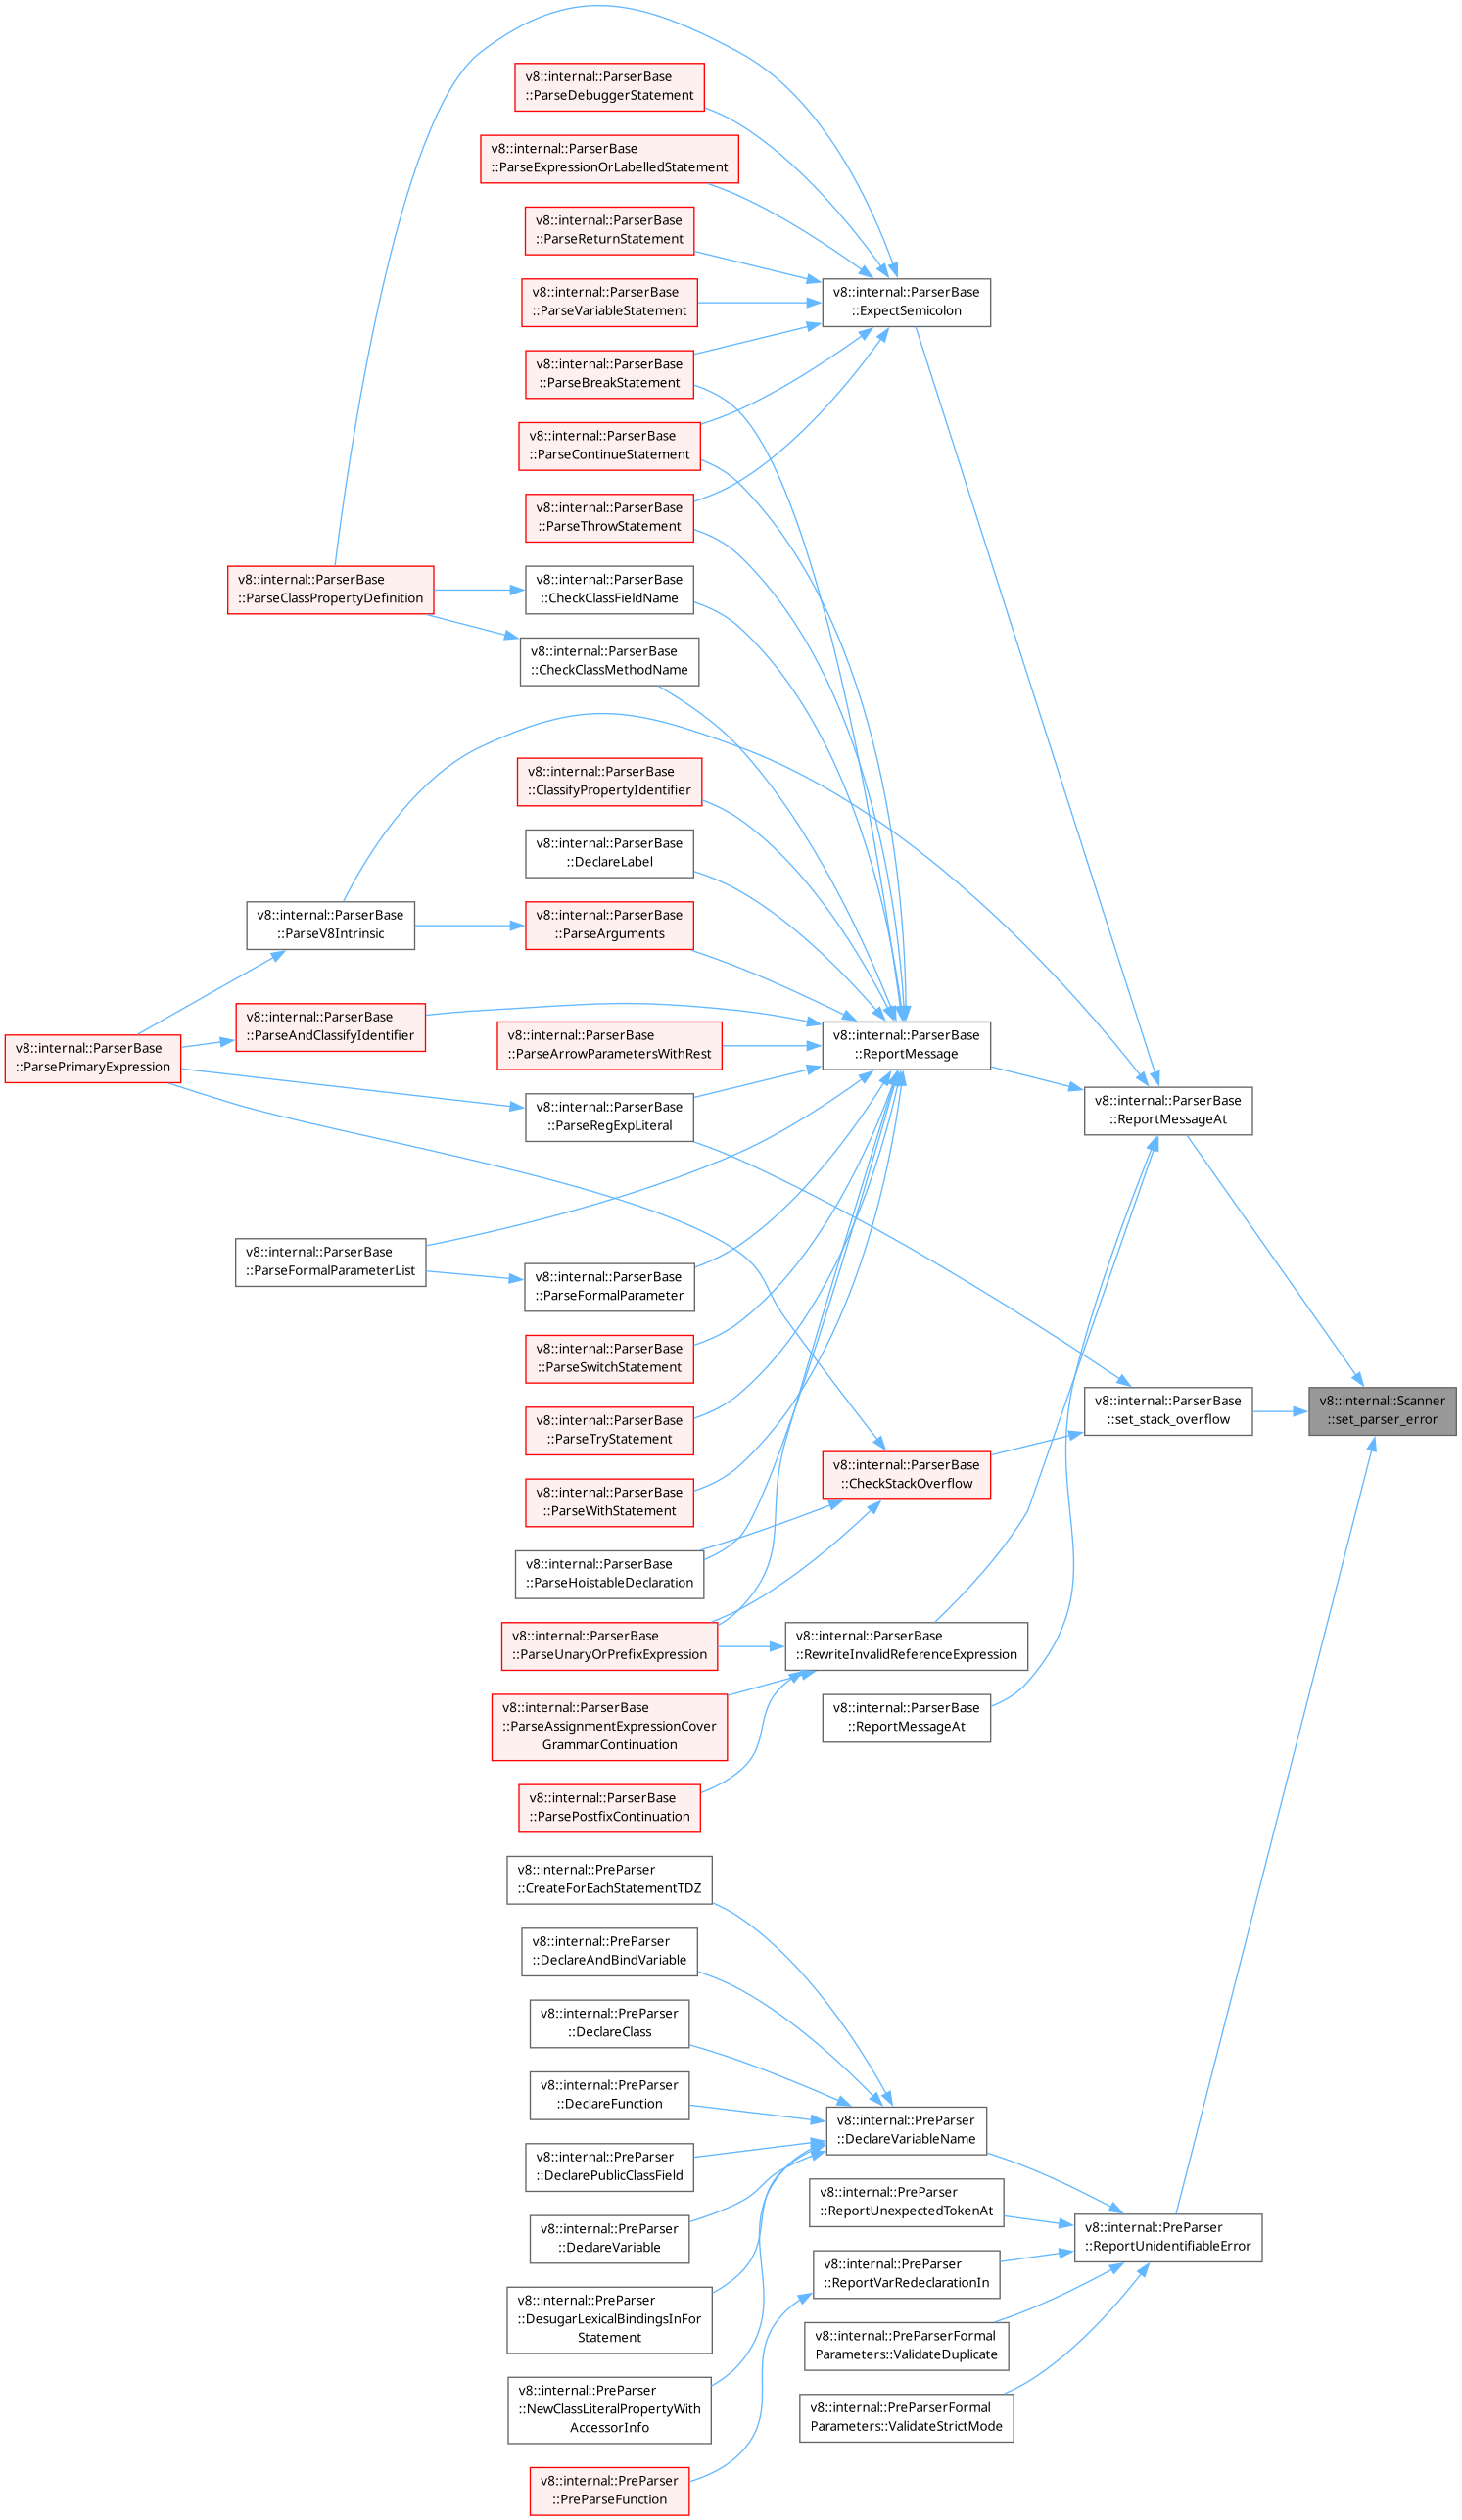 v8::internal::ParserBase
::ParseDebuggerStatement
v8::internal::ParserBase
::ParseExpressionOrLabelledStatement
v8::internal::ParserBase
::ParseReturnStatement
v8::internal::ParserBase
::ParseVariableStatement
v8::internal::ParserBase
::ExpectSemicolon
v8::internal::ParserBase
::ParseBreakStatement
v8::internal::ParserBase
::ParseContinueStatement
v8::internal::ParserBase
::ParseThrowStatement
v8::internal::ParserBase
::ParseClassPropertyDefinition
v8::internal::ParserBase
::CheckClassFieldName
v8::internal::ParserBase
::CheckClassMethodName
v8::internal::ParserBase
::ClassifyPropertyIdentifier
v8::internal::ParserBase
::DeclareLabel
v8::internal::ParserBase
::ParseV8Intrinsic
v8::internal::ParserBase
::ParseArguments
v8::internal::ParserBase
::ParsePrimaryExpression
v8::internal::ParserBase
::ParseAndClassifyIdentifier
v8::internal::ParserBase
::ParseArrowParametersWithRest
v8::internal::ParserBase
::ReportMessage
v8::internal::ParserBase
::ParseRegExpLiteral
v8::internal::ParserBase
::ReportMessageAt
v8::internal::ParserBase
::ParseFormalParameterList
v8::internal::ParserBase
::ParseFormalParameter
v8::internal::ParserBase
::ParseSwitchStatement
v8::internal::ParserBase
::set_stack_overflow
v8::internal::Scanner
::set_parser_error
v8::internal::ParserBase
::ParseTryStatement
v8::internal::ParserBase
::CheckStackOverflow
v8::internal::ParserBase
::ParseWithStatement
v8::internal::ParserBase
::ParseHoistableDeclaration
v8::internal::ParserBase
::ParseUnaryOrPrefixExpression
v8::internal::ParserBase
::RewriteInvalidReferenceExpression
v8::internal::ParserBase
::ParseAssignmentExpressionCover
GrammarContinuation
v8::internal::ParserBase
::ReportMessageAt
v8::internal::ParserBase
::ParsePostfixContinuation
v8::internal::PreParser
::CreateForEachStatementTDZ
v8::internal::PreParser
::DeclareAndBindVariable
v8::internal::PreParser
::DeclareClass
v8::internal::PreParser
::DeclareFunction
v8::internal::PreParser
::DeclareVariableName
v8::internal::PreParser
::DeclarePublicClassField
v8::internal::PreParser
::ReportUnexpectedTokenAt
v8::internal::PreParser
::DeclareVariable
v8::internal::PreParser
::ReportUnidentifiableError
v8::internal::PreParser
::ReportVarRedeclarationIn
v8::internal::PreParser
::DesugarLexicalBindingsInFor
Statement
v8::internal::PreParserFormal
Parameters::ValidateDuplicate
v8::internal::PreParser
::NewClassLiteralPropertyWith
AccessorInfo
v8::internal::PreParserFormal
Parameters::ValidateStrictMode
v8::internal::PreParser
::PreParseFunction